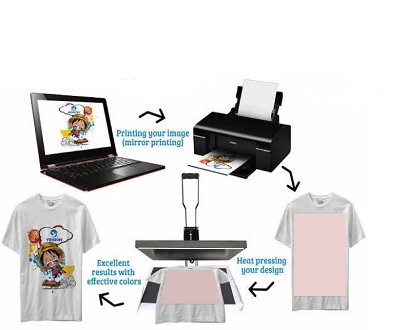 Printing your image
(mirror printing)
Heat pressing
your design
Excellent
results with
effective colors